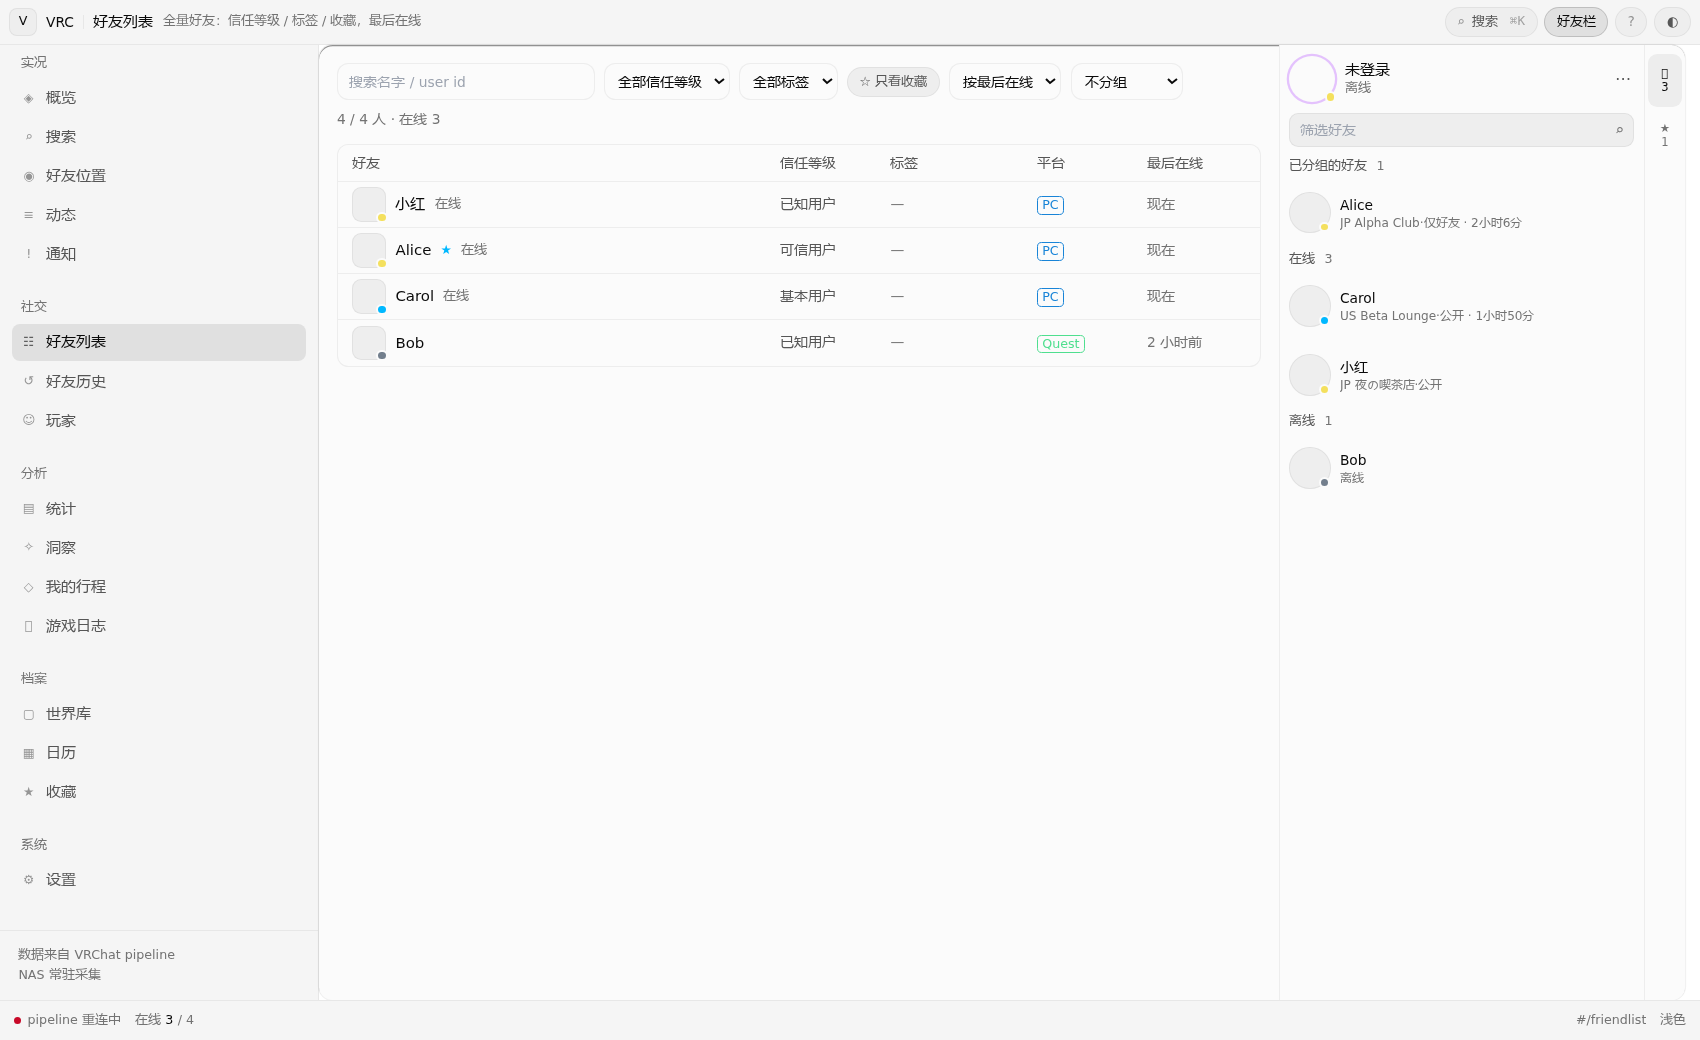 V VRC 好友列表 全量好友：信任等级 / 标签 / 收藏，最后在线
搜索 ⌘K 好友栏 ?
实况
概览
搜索
好友位置
动态
通知
社交
好友列表
好友历史
玩家
分析
统计
洞察
我的行程
游戏日志
档案
世界库
日历
收藏
系统
设置
数据来自 VRChat pipeline
NAS 常驻采集
搜索名字 / user id 全部信任等级 全部标签 ☆ 只看收藏 按最后在线 不分组
4 / 4 人 · 在线 3
好友 信任等级 标签 平台 最后在线
小红 在线 已知用户 — PC 现在
Alice ★ 在线 可信用户 — PC 现在
Carol 在线 基本用户 — PC 现在
Bob 已知用户 — Quest 2 小时前
未登录
离线
...
筛选好友
已分组的好友 1
Alice
JP Alpha Club·仅好友 · 2小时6分
在线 3
Carol
US Beta Lounge·公开 · 1小时50分
小红
JP 夜の喫茶店·公开
离线 1
Bob
离线
3
★
1
pipeline 重连中 在线 3 / 4
#/friendlist 浅色